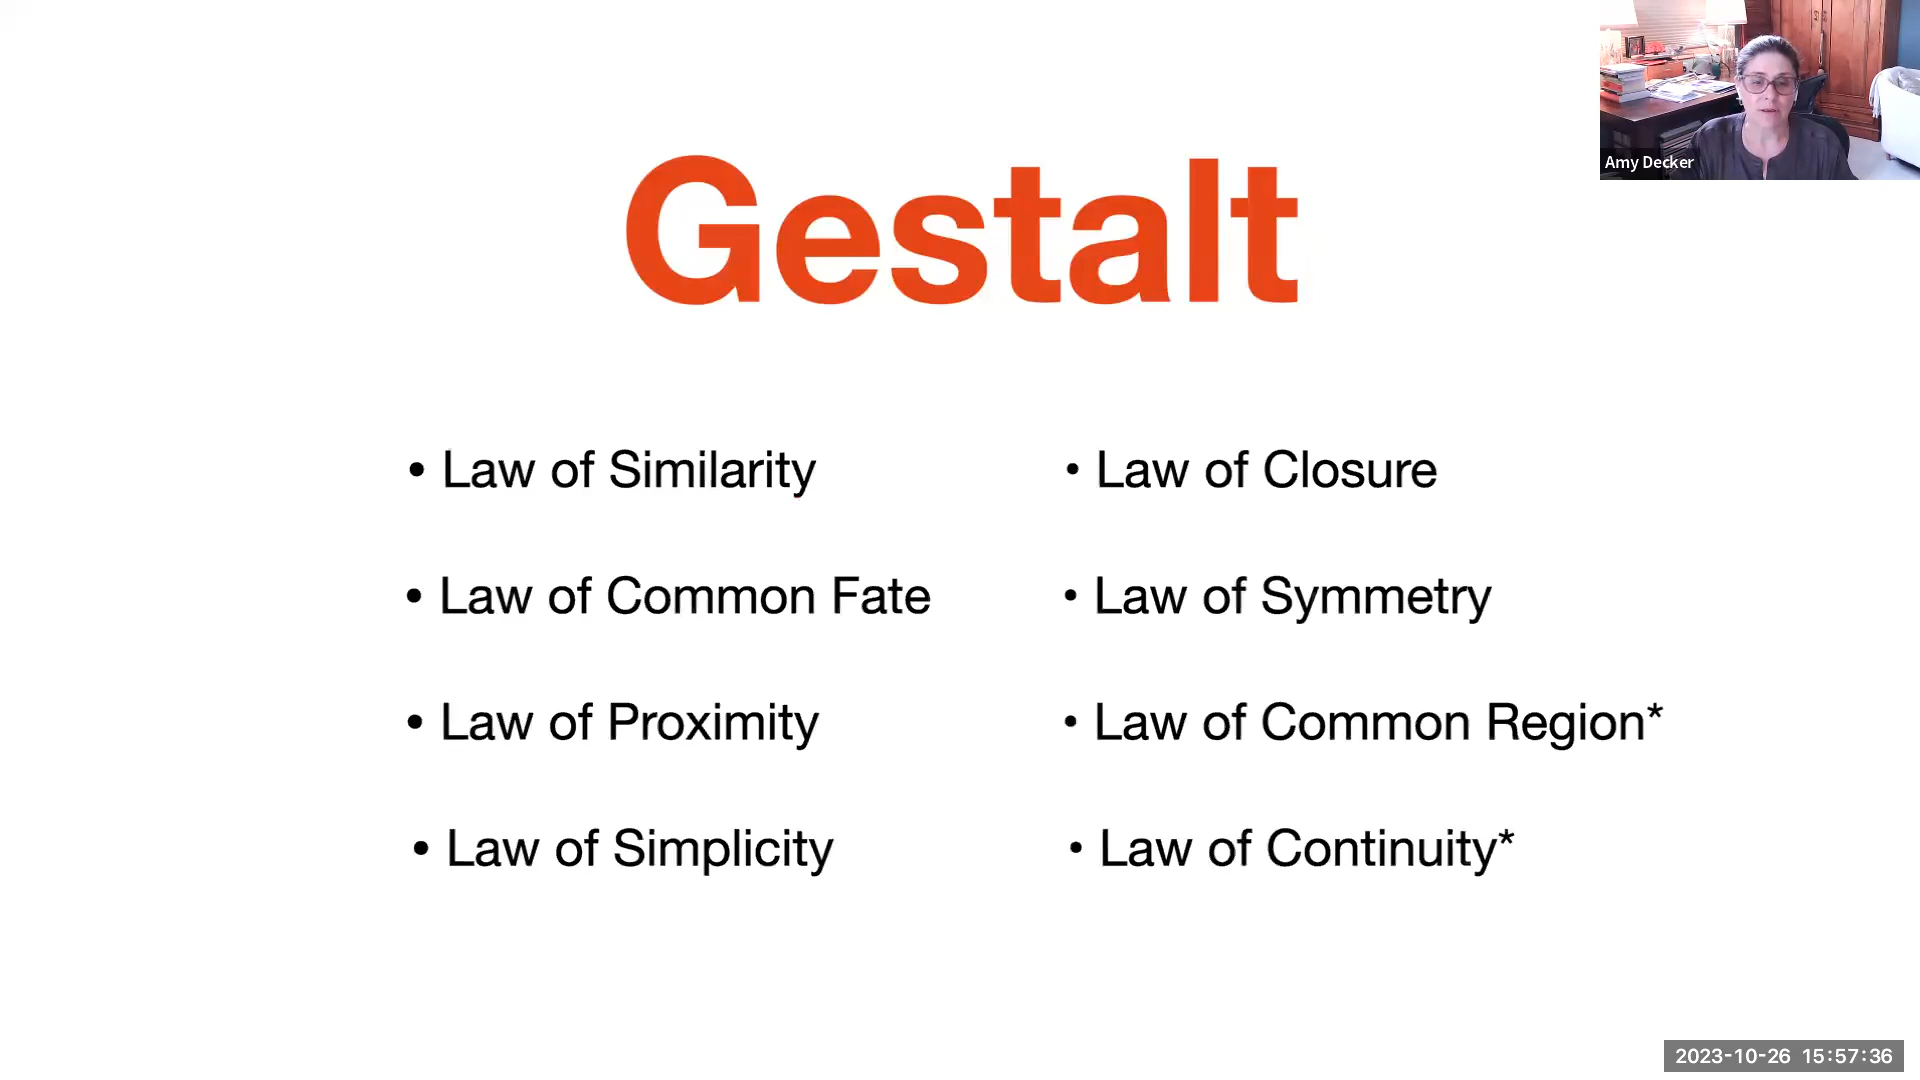 Amy Decker
Gestalt
• Law of Similarity
• Law of Common Fate
• Law of Proximity
• Law of Simplicity
• Law of Closure
• Law of Symmetry
• Law of Common Region*
• Law of Continuity*
2023-10-26 15:57:36